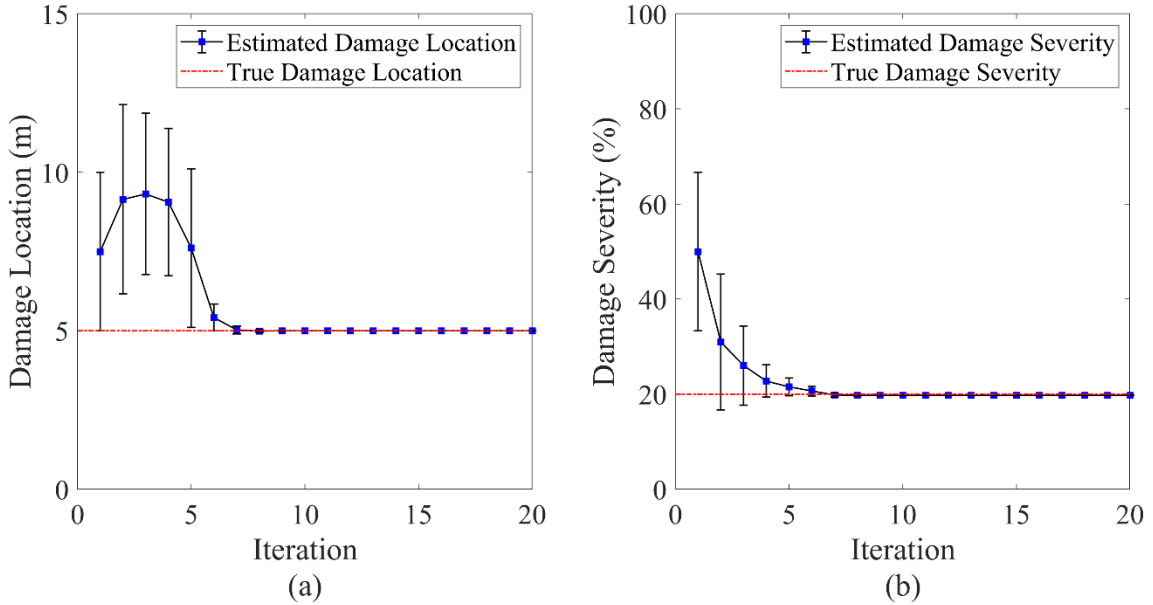 Estimated Damage Location
True Damage Location
15
10
5
0
Damage Location (m)
0 5 10 15 20
Iteration
(a)
Estimated Damage Severity
True Damage Severity
100
80
60
40
20
0
Damage Severity (%)
0 5 10 15 20
Iteration
(b)